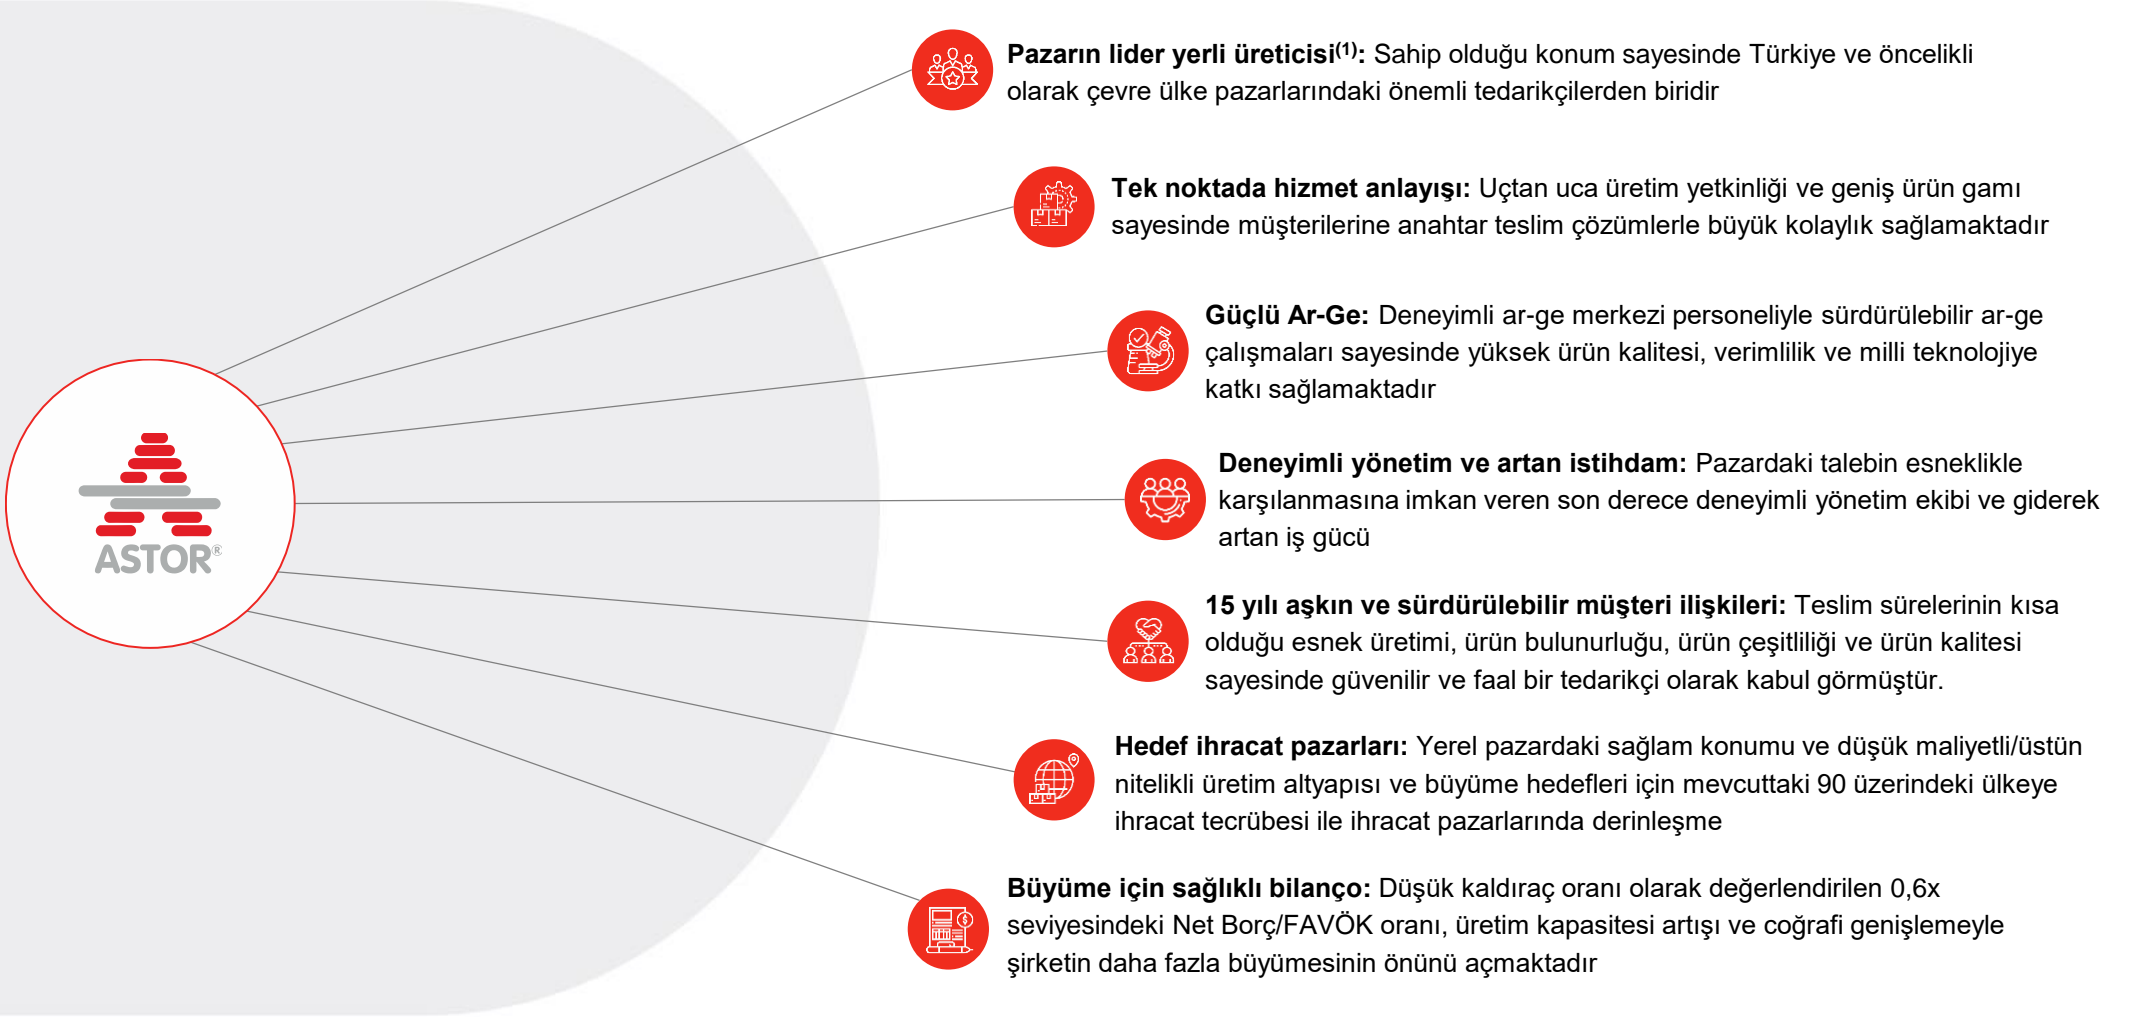 Pazarın lider yerli üreticisi(1): Sahip olduğu konum sayesinde Türkiye ve öncelikli
olarak çevre ülke pazarlarındaki önemli tedarikçilerden biridir
Tek noktada hizmet anlayışı: Uçtan uca üretim yetkinliği ve geniş ürün gamı
sayesinde müşterilerine anahtar teslim çözümlerle büyük kolaylık sağlamaktadır
Güçlü Ar-Ge: Deneyimli ar-ge merkezi personeliyle sürdürülebilir ar-ge
çalışmaları sayesinde yüksek ürün kalitesi, verimlilik ve milli teknolojiye
katkı sağlamaktadır
Deneyimli yönetim ve artan istihdam: Pazardaki talebin esneklikle
karşılanmasına imkan veren son derece deneyimli yönetim ekibi ve giderek
artan iş gücü
ASTOR®
15 yılı aşkın ve sürdürülebilir müşteri ilişkileri: Teslim sürelerinin kısa
olduğu esnek üretimi, ürün bulunurluğu, ürün çeşitliliği ve ürün kalitesi
sayesinde güvenilir ve faal bir tedarikçi olarak kabul görmüştür.
Hedef ihracat pazarları: Yerel pazardaki sağlam konumu ve düşük maliyetli/üstün
nitelikli üretim altyapısı ve büyüme hedefleri için mevcuttaki 90 üzerindeki ülkeye
ihracat tecrübesi ile ihracat pazarlarında derinleşme
Büyüme için sağlıklı bilanço: Düşük kaldıraç oranı olarak değerlendirilen 0,6x
seviyesindeki Net Borç/FAVÖK oranı, üretim kapasitesi artışı ve coğrafi genişlemeyle
şirketin daha fazla büyümesinin önünü açmaktadır